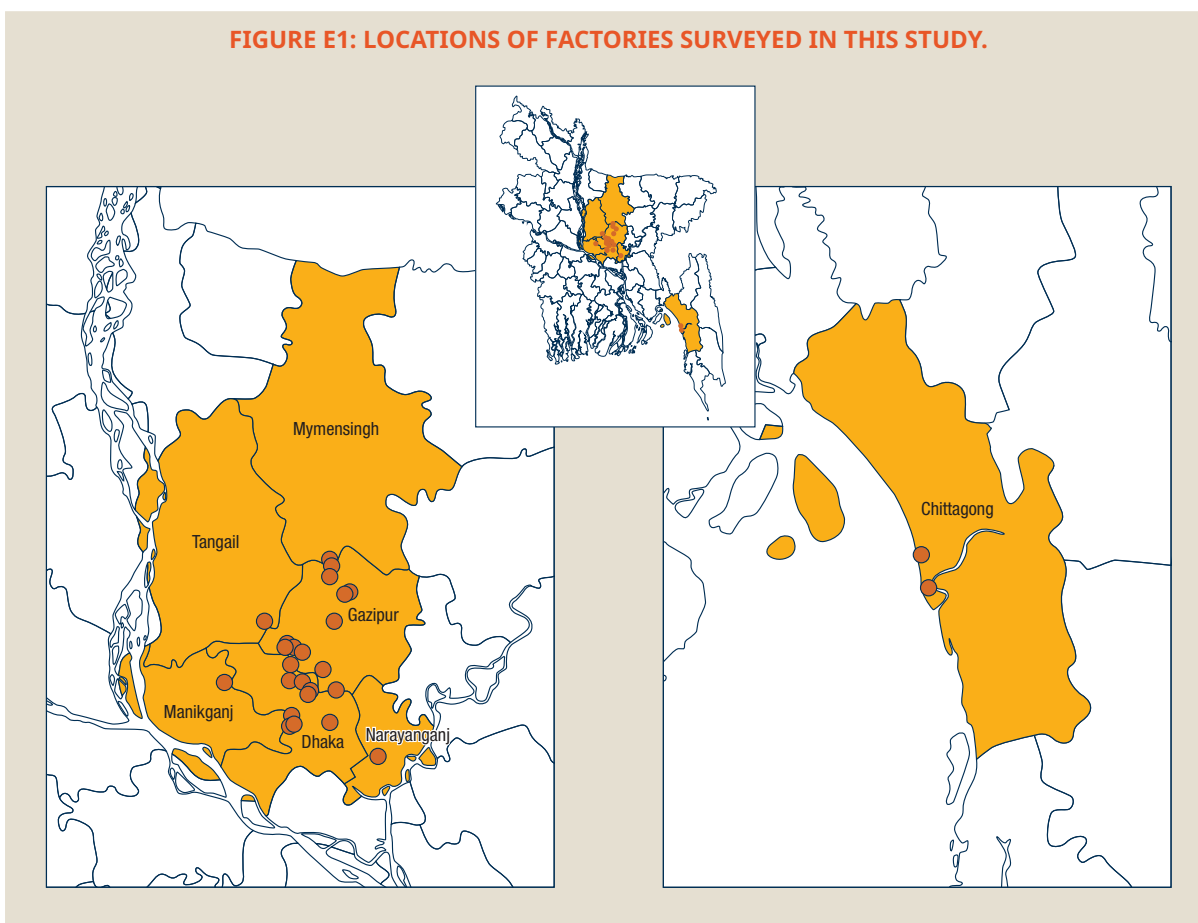 FIGURE E1: LOCATIONS OF FACTORIES SURVEYED IN THIS STUDY.
Mymensingh
Tangail
Gazipur
Manikganj
Dhaka
Narayanganj
Chittagong